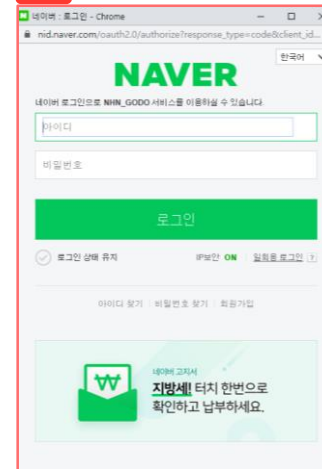 네이버 : 로그인 - Chrome
nid.naver.com/oauth2.0/authorize?response_type=code&client_id...
한국어
NAVER
네이버 로그인으로 NHN_GODO 서비스를 이용하실 수 있습니다.
아이디
비밀번호
로그인
로그인 상태 유지 IP보안 ON 일회용 로그인 ?
아이디 찾기 비밀번호 찾기 회원가입
네이버 고지서
지방세! 터치 한번으로
확인하고 납부하세요.